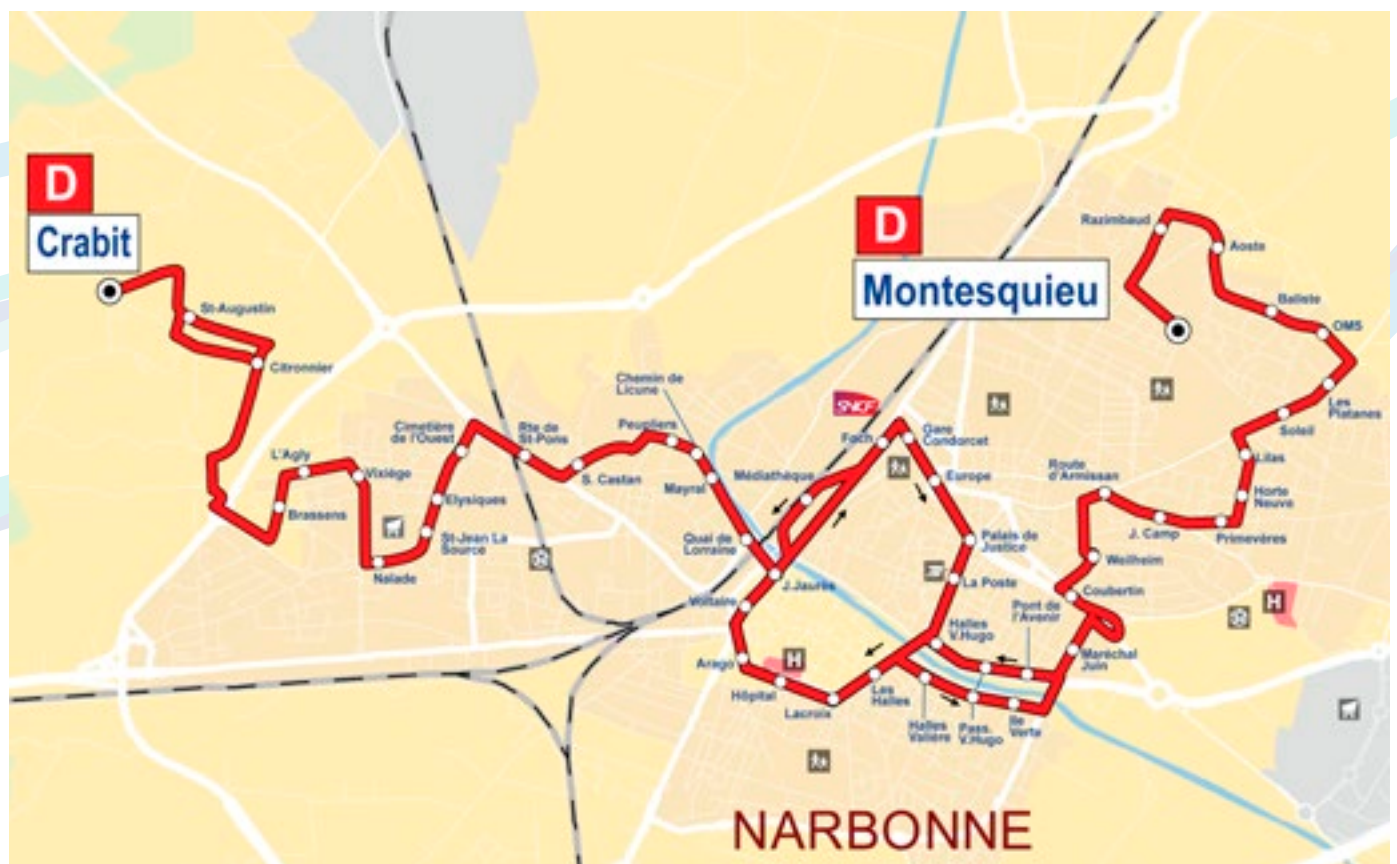 D
Crabit
St-Augustin
Citronnier
L'Agly
Brassens
Vixiège
Naïade
St-Jean La
Source
Elysiques
Cimetière
de l'Ouest
Rte de
St-Pons
S. Castan
Peupliers
Chemin de
Licune
Mayral
Quai de
Lorraine
J.Jaurès
Médiathèque
SNCF
Foch
Gare
Condorcet
Europe
Palais de
Justice
La Poste
Halles
V.Hugo
Pont de
l'Avenir
Voltaire
Arago
H
Hôpital
Lacroix
Les
Halles
Halles
Valière
Pass.
V.Hugo
Ile
Verte
Maréchal
Juin
Coubertin
Weilheim
Route
d'Armissan
J. Camp
Primevères
Horte
Neuve
Lilas
Soleil
Les
Platanes
OMS
Baliste
Aoste
Razimbaud
D
Montesquieu
H
NARBONNE